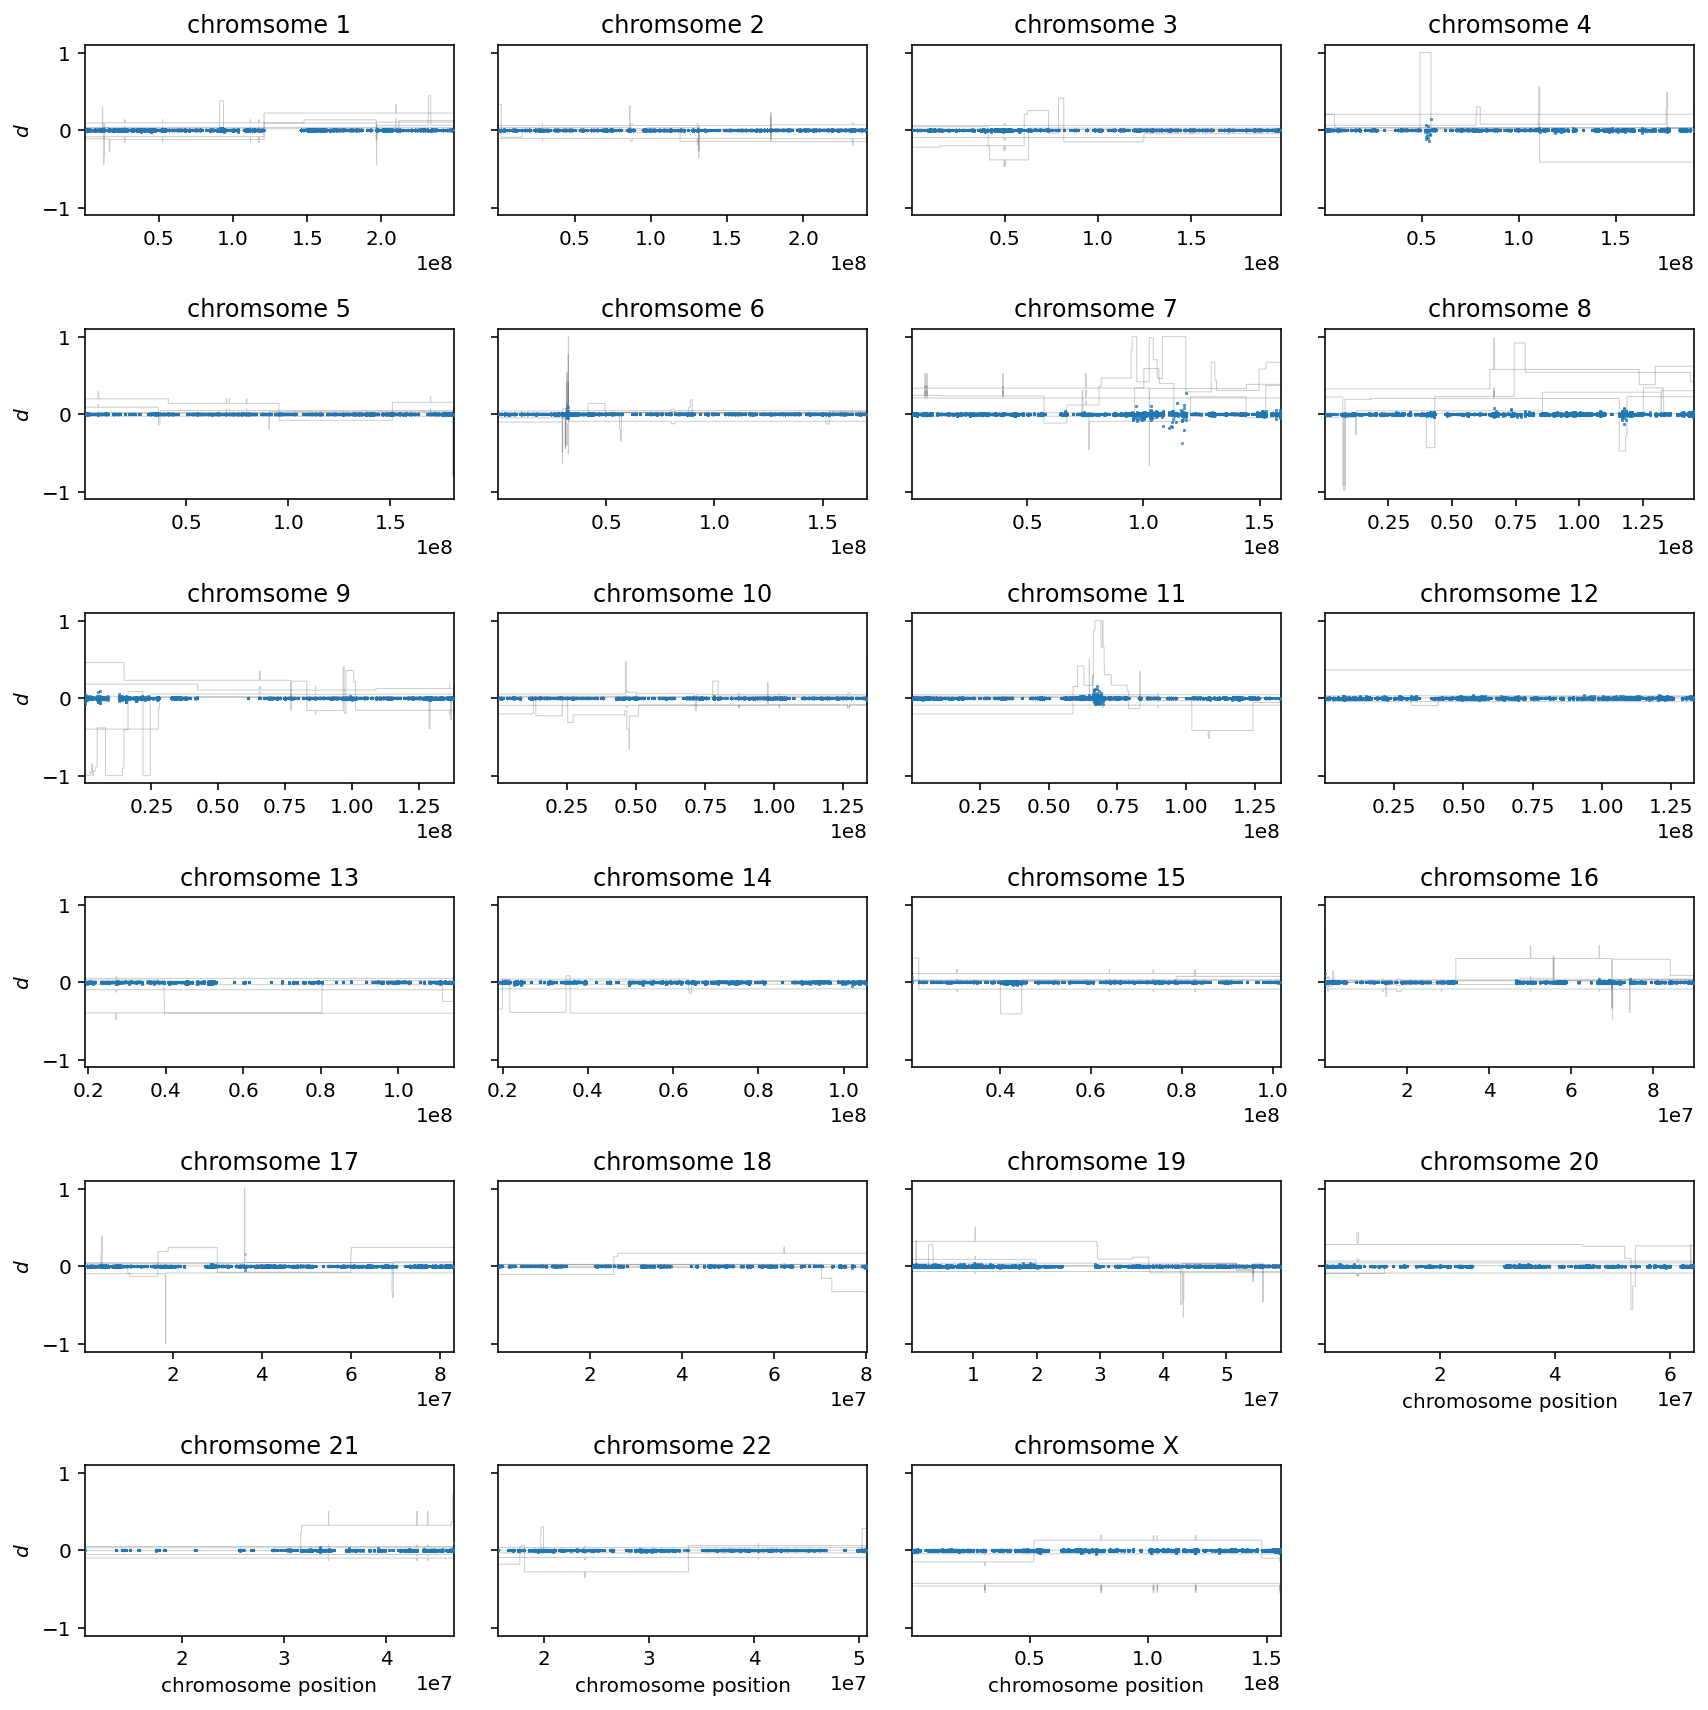 chromsome 1 chromsome 2 chromsome 3 chromsome 4
d 1 0 −1
0.5 1.0 1.5 2.0 0.5 1.0 1.5 2.0 0.5 1.0 1.5 0.5 1.0 1.5
1e8 1e8 1e8 1e8
chromsome 5 chromsome 6 chromsome 7 chromsome 8
d 1 0 −1
0.5 1.0 1.5 0.5 1.0 1.5 0.5 1.0 1.5 0.25 0.50 0.75 1.00 1.25
1e8 1e8 1e8 1e8
chromsome 9 chromsome 10 chromsome 11 chromsome 12
d 1 0 −1
0.25 0.50 0.75 1.00 1.25 0.25 0.50 0.75 1.00 1.25 0.25 0.50 0.75 1.00 1.25 0.25 0.50 0.75 1.00 1.25
1e8 1e8 1e8 1e8
chromsome 13 chromsome 14 chromsome 15 chromsome 16
d 1 0 −1
0.2 0.4 0.6 0.8 1.0 0.2 0.4 0.6 0.8 1.0 0.4 0.6 0.8 1.0 2 4 6 8
1e8 1e8 1e8 1e7
chromsome 17 chromsome 18 chromsome 19 chromsome 20
d 1 0 −1
2 4 6 8 2 4 6 8 1 2 3 4 5 2 4 6
1e7 1e7 1e7 chromosome position 1e7
chromsome 21 chromsome 22 chromsome X
d 1 0 −1
2 3 4 2 3 4 5 0.5 1.0 1.5
chromosome position 1e7 chromosome position 1e7 chromosome position 1e8